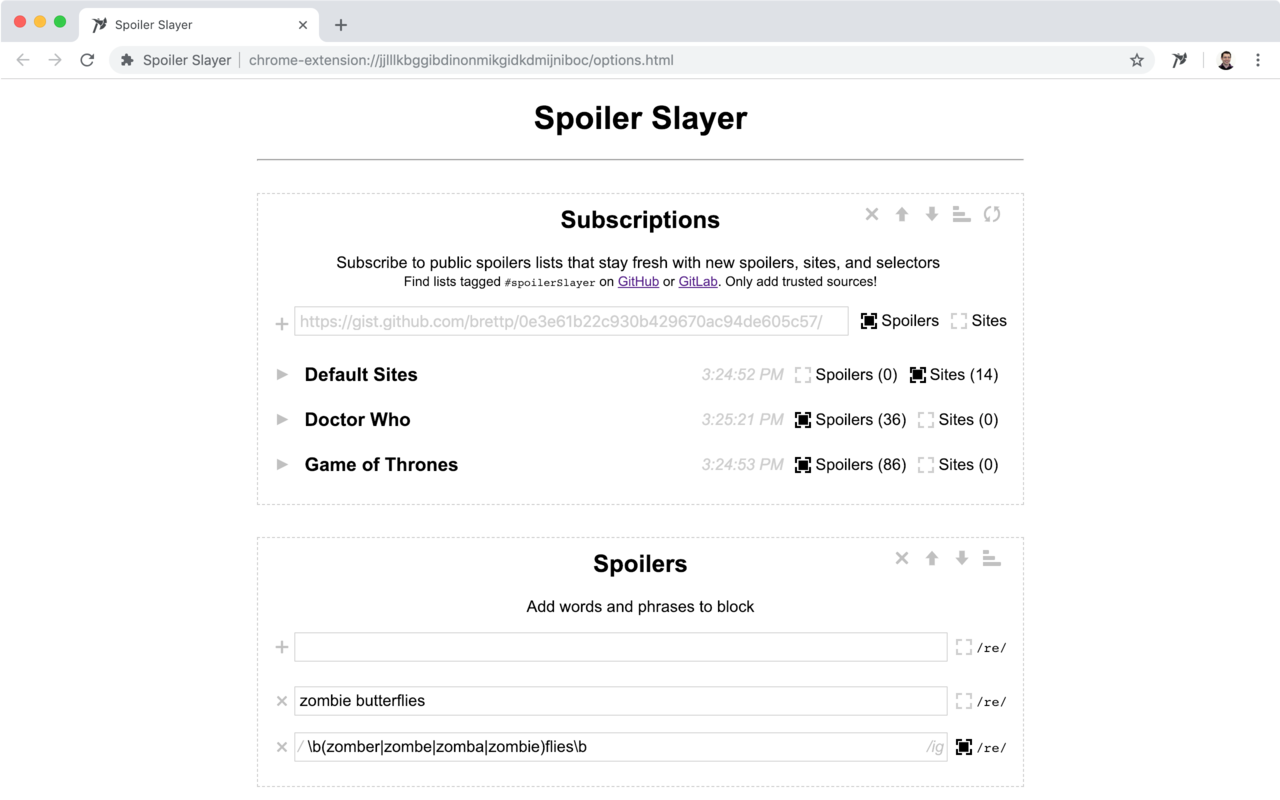 Spoiler Slayer
Spoiler Slayer | chrome-extension://jjlllkbggibdinonmikgidkdmijniboc/options.html
Spoiler Slayer
Subscriptions
Subscribe to public spoilers lists that stay fresh with new spoilers, sites, and selectors
Find lists tagged #spoilerSlayer on GitHub or GitLab. Only add trusted sources!
https://gist.github.com/brettp/0e3e61b22c930b429670ac94de605c57/ Spoilers Sites
Default Sites 3:24:52 PM Spoilers (0) Sites (14)
Doctor Who 3:25:21 PM Spoilers (36) Sites (0)
Game of Thrones 3:24:53 PM Spoilers (86) Sites (0)
Spoilers
Add words and phrases to block
/re/
zombie butterflies /re/
/ \b(zomber|zombe|zomba|zombie)flies\b /ig /re/